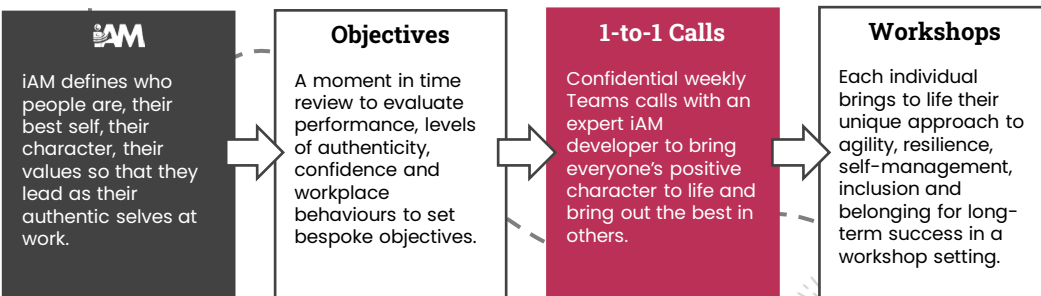 iAM
iAM defines who
people are, their
best self, their
character, their
values so that they
lead as their
authentic selves at
work.
Objectives
A moment in time
review to evaluate
performance, levels
of authenticity,
confidence and
workplace
behaviours to set
bespoke objectives.
1-to-1 Calls
Confidential weekly
Teams calls with an
expert iAM
developer to bring
everyone’s positive
character to life and
bring out the best in
others.
Workshops
Each individual
brings to life their
unique approach to
agility, resilience,
self-management,
inclusion and
belonging for long-
term success in a
workshop setting.